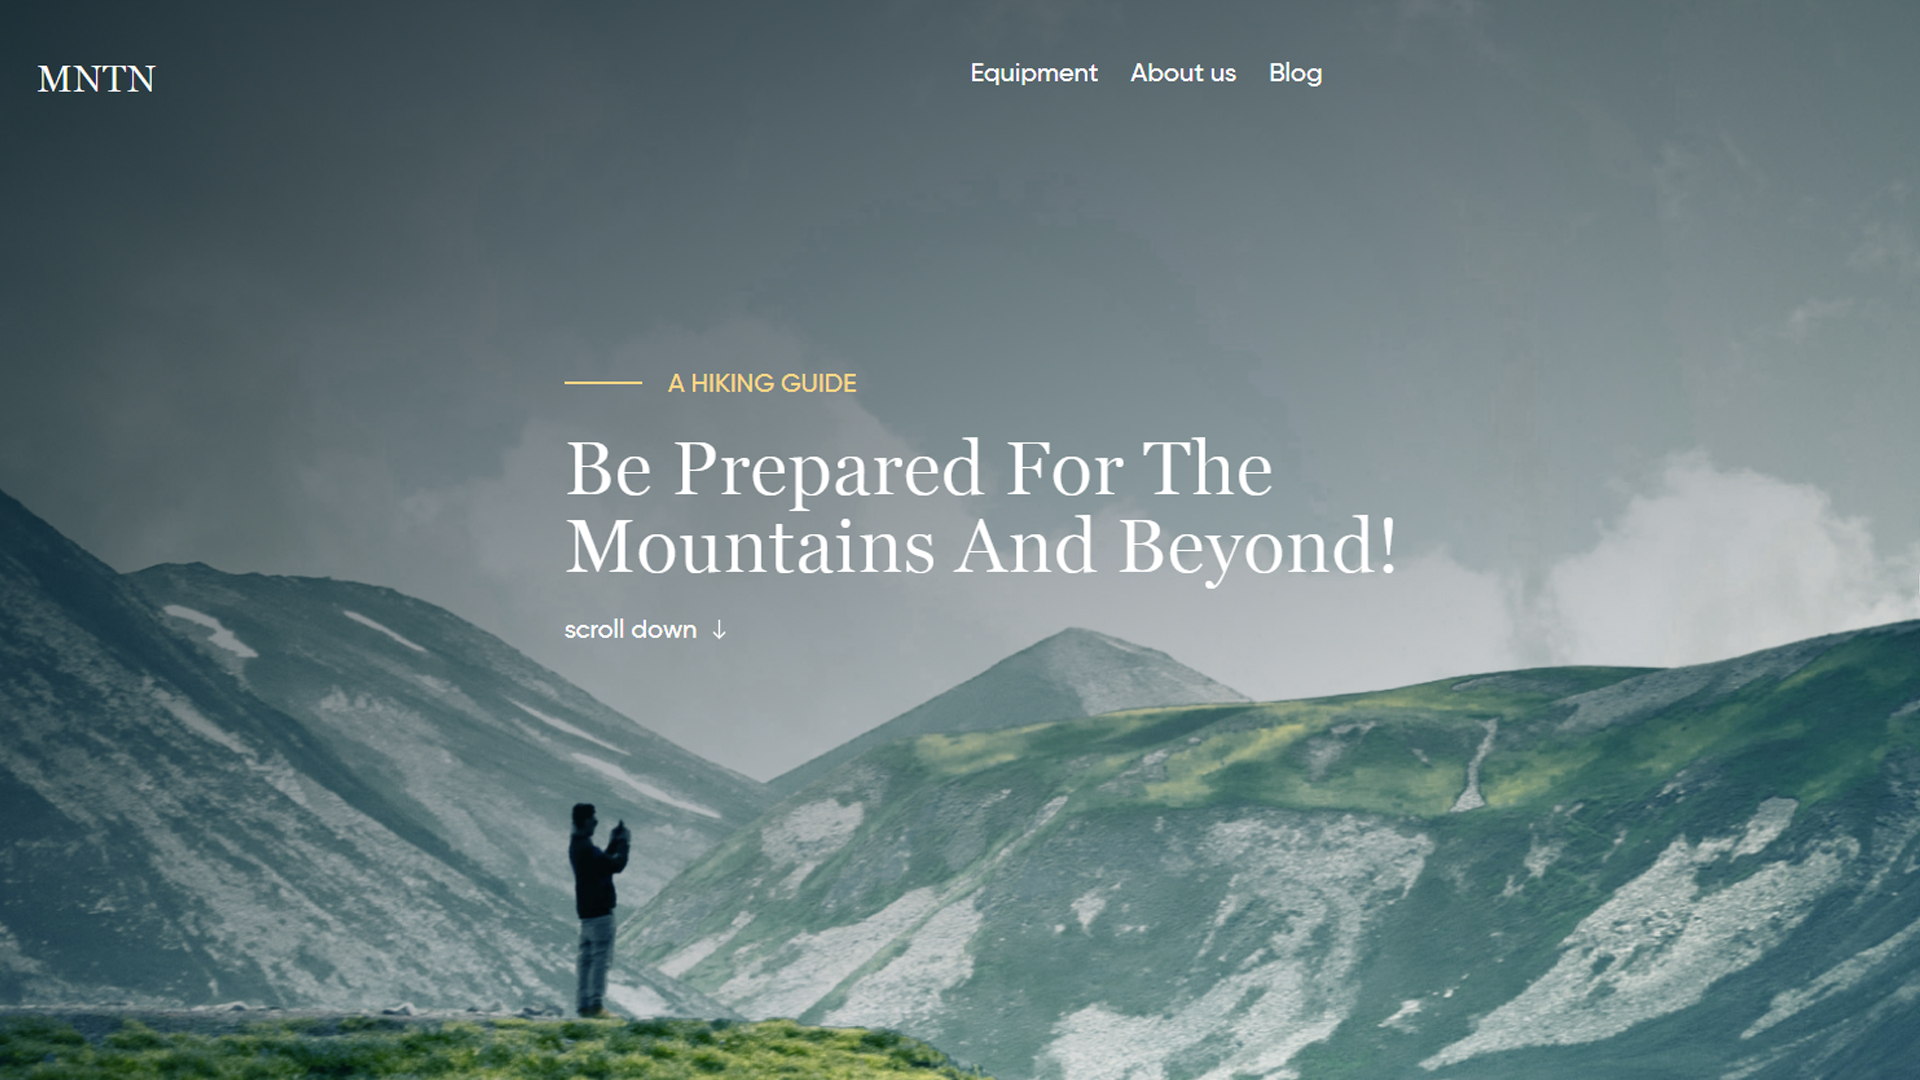 MNTN
Equipment About us Blog
A HIKING GUIDE
Be Prepared For The
Mountains And Beyond!
scroll down ↓